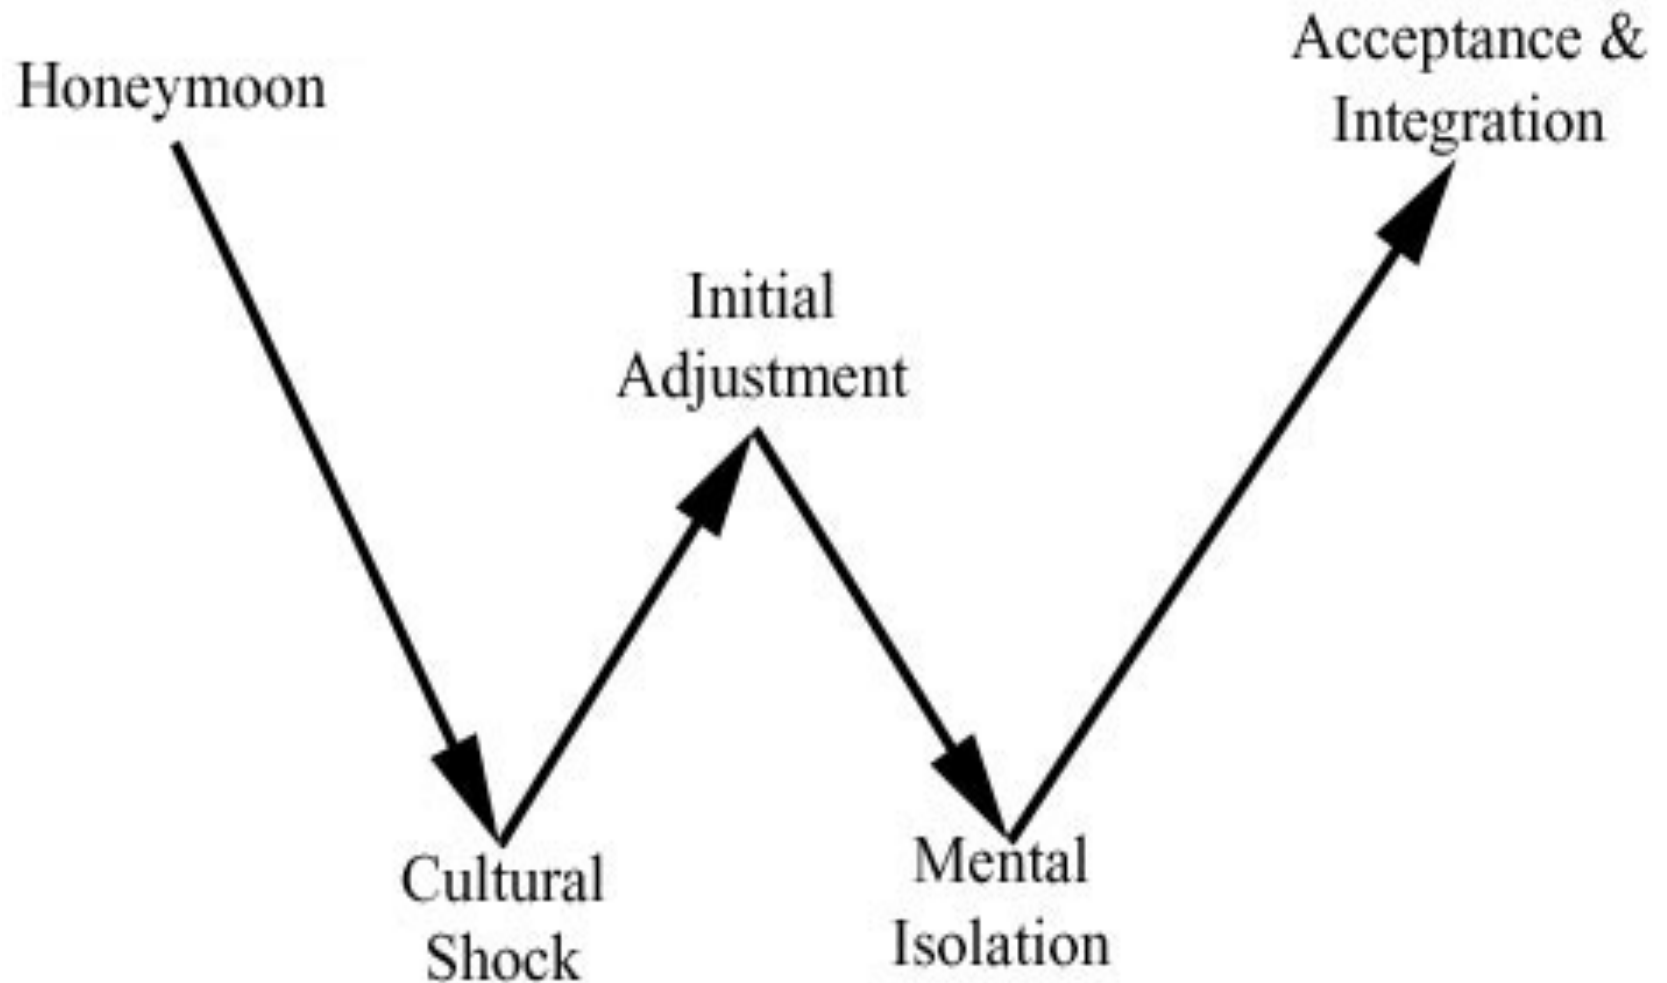 Honeymoon
Cultural
Shock
Initial
Adjustment
Mental
Isolation
Acceptance &
Integration